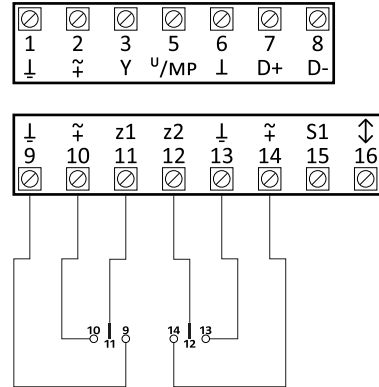 1 2 3 5 6 7 8
⏊ ~+ Y U/MP ⊥ D+ D-
⏊ ~+ z1 z2 ⏊ ~+ S1 ↕
9 10 11 12 13 14 15 16
10 9 14 13
11 12